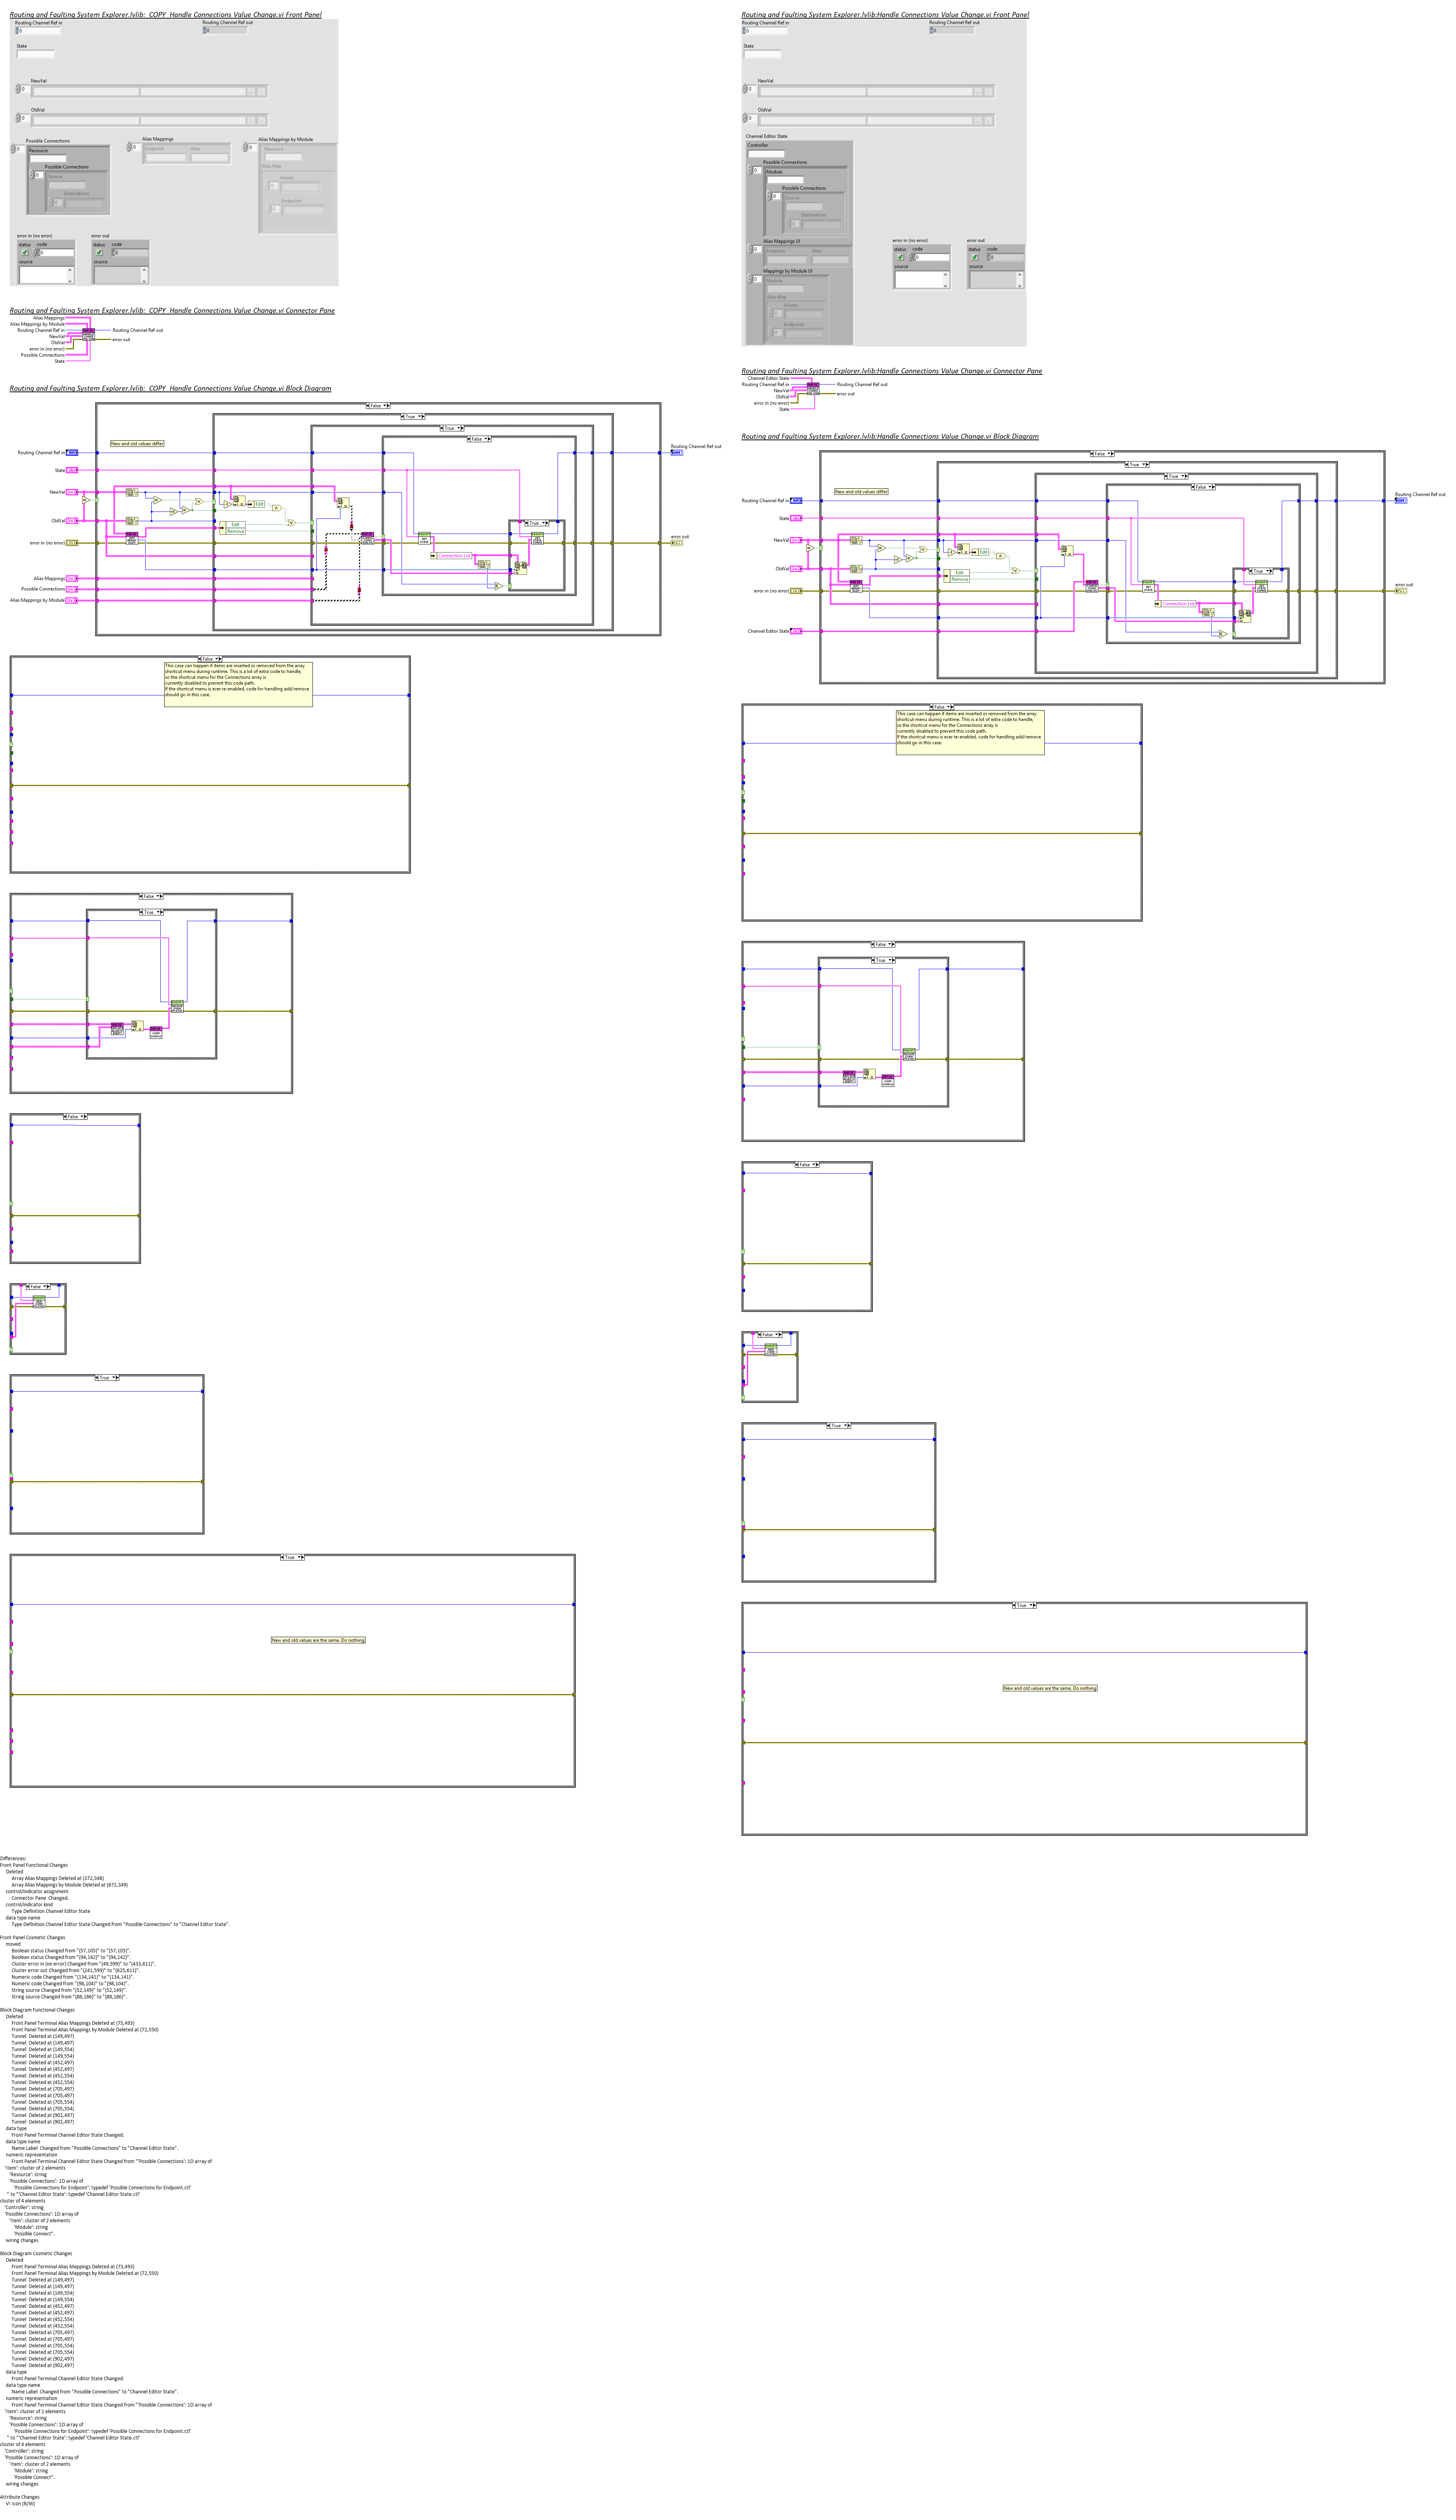 Routing and Faulting System Explorer.lvlib:_COPY_Handle Connections Value Change.vi Front Panel
Routing Channel Ref in
Routing Channel Ref out
0
0
State
NewVal
0
OldVal
0
Possible Connections
Alias Mappings
Alias Mappings by Module
0
Resource
0
Endpoint
Alias
0
Resource
Possible Connections
Alias Map
0
Source
Aliases
Destinations
Endpoints
error in (no error)
error out
status
code
status
code
0
0
source
source
Routing and Faulting System Explorer.lvlib:_COPY_Handle Connections Value Change.vi Connector Pane
Alias Mappings
Alias Mappings by Module
Routing Channel Ref in
Routing Channel Ref out
NewVal
OldVal
error out
error in (no error)
Possible Connections
State
Routing and Faulting System Explorer.lvlib:_COPY_Handle Connections Value Change.vi Block Diagram
False
True
True
False
New and old values differ
Routing Channel Ref in
Routing Channel Ref out
State
NewVal
Edit
OldVal
Edit
Remove
True
error in (no error)
error out
Connection List
Alias Mappings
Possible Connections
Alias Mappings by Module
False
This case can happen if items are inserted or removed from the array
shortcut menu during runtime. This is a lot of extra code to handle,
so the shortcut menu for the Connections array is
currently disabled to prevent this code path.
If the shortcut menu is ever re-enabled, code for handling add/remove
should go in this case.
False
True
False
False
True
True
New and old values are the same, Do nothing
Routing and Faulting System Explorer.lvlib:Handle Connections Value Change.vi Front Panel
Routing Channel Ref in
Routing Channel Ref out
0
0
State
NewVal
0
OldVal
0
Channel Editor State
Controller
Possible Connections
0
Module
Possible Connections
0
Source
Destinations
Alias Mappings UI
0
Endpoint
Alias
Mappings by Module UI
0
Module
Alias Map
Aliases
Endpoints
error in (no error)
error out
status
code
status
code
0
0
source
source
Routing and Faulting System Explorer.lvlib:Handle Connections Value Change.vi Connector Pane
Channel Editor State
Routing Channel Ref in
Routing Channel Ref out
NewVal
OldVal
error out
error in (no error)
State
Routing and Faulting System Explorer.lvlib:Handle Connections Value Change.vi Block Diagram
False
True
True
False
New and old values differ
Routing Channel Ref in
Routing Channel Ref out
State
NewVal
Edit
OldVal
Edit
Remove
True
error in (no error)
error out
Connection List
Channel Editor State
False
This case can happen if items are inserted or removed from the array
shortcut menu during runtime. This is a lot of extra code to handle,
so the shortcut menu for the Connections array is
currently disabled to prevent this code path.
If the shortcut menu is ever re-enabled, code for handling add/remove
should go in this case.
False
True
False
False
True
True
New and old values are the same, Do nothing
Differences:
Front Panel Functional Changes
Deleted
Array Alias Mappings Deleted at (372,348)
Array Alias Mappings by Module Deleted at (672,349)
control/indicator assignment
Connector Pane Changed.
control/indicator kind
Type Definition Channel Editor State
data type name
Type Definition Channel Editor State Changed from "Possible Connections" to "Channel Editor State".
Front Panel Cosmetic Changes
moved
Boolean status Changed from "(57,105)" to "(57,105)".
Boolean status Changed from "(94,142)" to "(94,142)".
Cluster error in (no error) Changed from "(49,599)" to "(433,611)".
Cluster error out Changed from "(241,599)" to "(625,611)".
Numeric code Changed from "(134,141)" to "(134,141)".
Numeric code Changed from "(98,104)" to "(98,104)".
String source Changed from "(52,149)" to "(52,149)".
String source Changed from "(88,186)" to "(88,186)".
Block Diagram Functional Changes
Deleted
Front Panel Terminal Alias Mappings Deleted at (73,493)
Front Panel Terminal Alias Mappings by Module Deleted at (72,550)
Tunnel Deleted at (149,497)
Tunnel Deleted at (149,497)
Tunnel Deleted at (149,554)
Tunnel Deleted at (149,554)
Tunnel Deleted at (452,497)
Tunnel Deleted at (452,497)
Tunnel Deleted at (452,554)
Tunnel Deleted at (452,554)
Tunnel Deleted at (705,497)
Tunnel Deleted at (705,497)
Tunnel Deleted at (705,554)
Tunnel Deleted at (705,554)
Tunnel Deleted at (902,497)
Tunnel Deleted at (902,497)
data type
Front Panel Terminal Channel Editor State Changed.
data type name
Name Label Changed from "Possible Connections" to "Channel Editor State".
numeric representation
Front Panel Terminal Channel Editor State Changed from "'Possible Connections': 1D array of
'Item': cluster of 2 elements
'Resource': string
'Possible Connections': 1D array of
'Possible Connections for Endpoint': typedef 'Possible Connections for Endpoint.ctl'
" to "'Channel Editor State': typedef 'Channel Editor State.ctl'
cluster of 4 elements
'Controller': string
'Possible Connections': 1D array of
'Item': cluster of 2 elements
'Module': string
'Possible Connect".
wiring changes
Block Diagram Cosmetic Changes
Deleted
Front Panel Terminal Alias Mappings Deleted at (73,493)
Front Panel Terminal Alias Mappings by Module Deleted at (72,550)
Tunnel Deleted at (149,497)
Tunnel Deleted at (149,497)
Tunnel Deleted at (149,554)
Tunnel Deleted at (149,554)
Tunnel Deleted at (452,497)
Tunnel Deleted at (452,497)
Tunnel Deleted at (452,554)
Tunnel Deleted at (452,554)
Tunnel Deleted at (705,497)
Tunnel Deleted at (705,497)
Tunnel Deleted at (705,554)
Tunnel Deleted at (705,554)
Tunnel Deleted at (902,497)
Tunnel Deleted at (902,497)
data type
Front Panel Terminal Channel Editor State Changed.
data type name
Name Label Changed from "Possible Connections" to "Channel Editor State".
numeric representation
Front Panel Terminal Channel Editor State Changed from "'Possible Connections': 1D array of
'Item': cluster of 2 elements
'Resource': string
'Possible Connections': 1D array of
'Possible Connections for Endpoint': typedef 'Possible Connections for Endpoint.ctl'
" to "'Channel Editor State': typedef 'Channel Editor State.ctl'
cluster of 4 elements
'Controller': string
'Possible Connections': 1D array of
'Item': cluster of 2 elements
'Module': string
'Possible Connect".
wiring changes
Attribute Changes
VI icon (B/W)